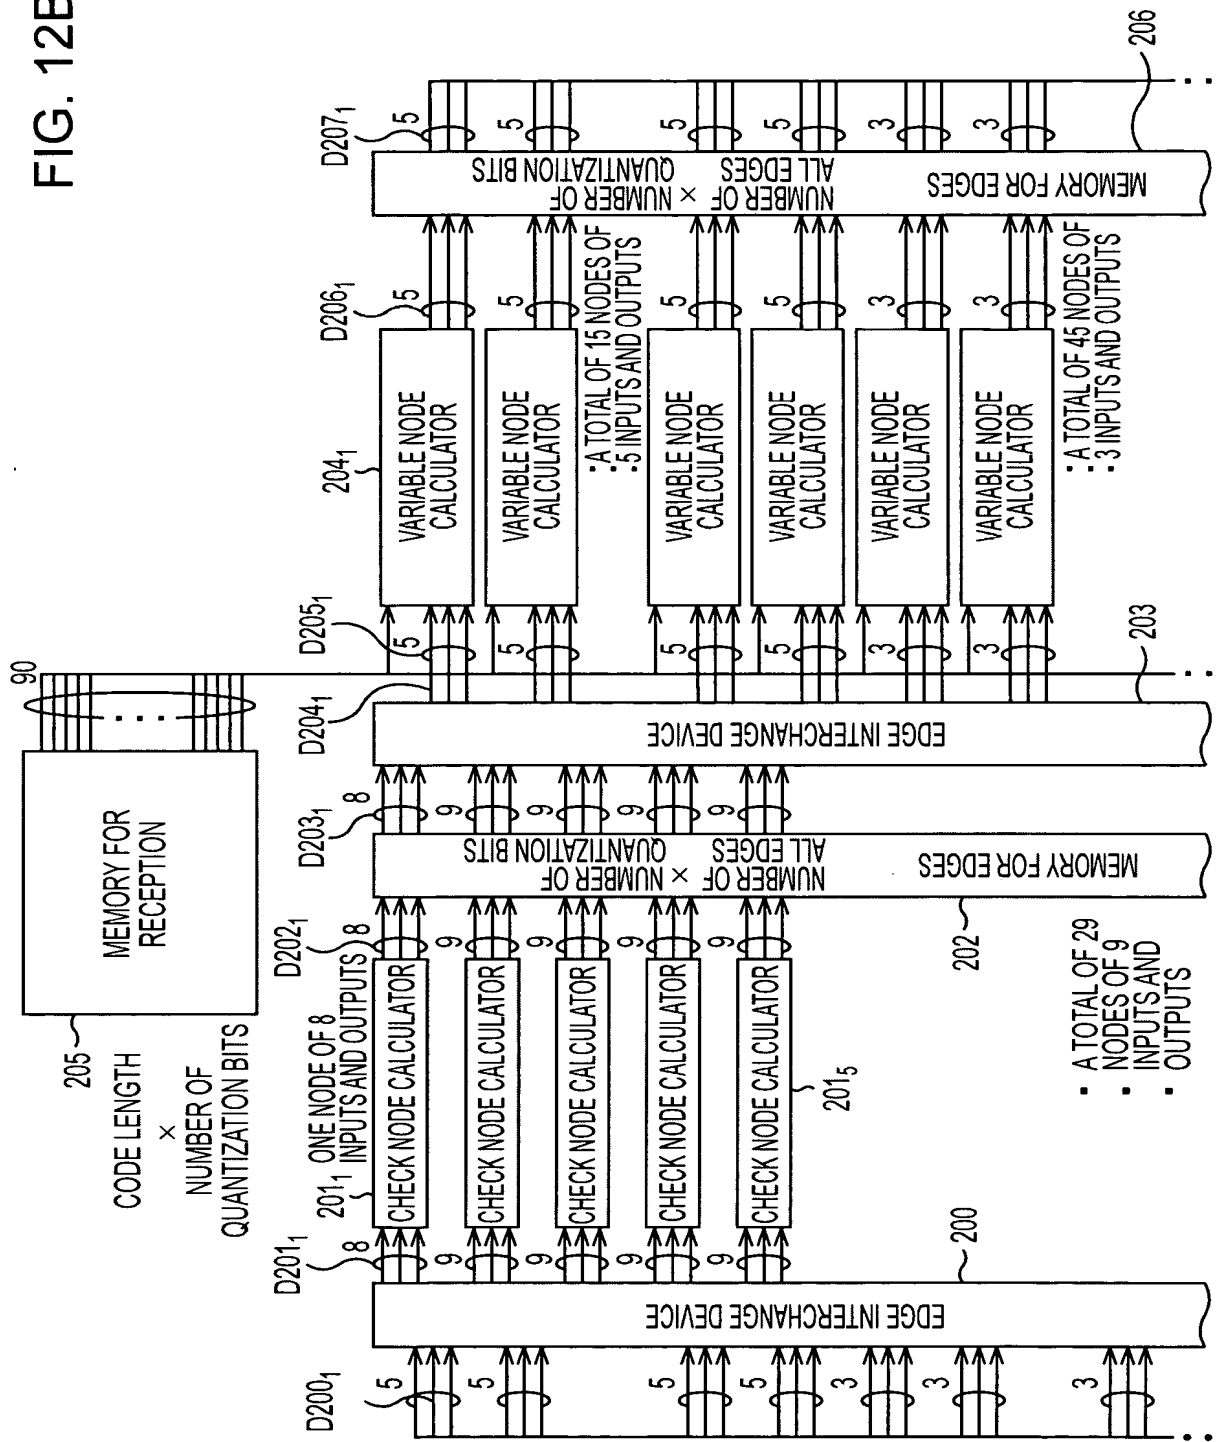 FIG. 12B
90
205
MEMORY FOR
RECEPTION
CODE LENGTH
×
NUMBER OF
QUANTIZATION BITS
D200₁
5
5
5
5
3
3
3
200
EDGE INTERCHANGE DEVICE
D201₁
8
9
9
9
9
201₁
ONE NODE OF 8
INPUTS AND OUTPUTS
CHECK NODE CALCULATOR
CHECK NODE CALCULATOR
CHECK NODE CALCULATOR
CHECK NODE CALCULATOR
CHECK NODE CALCULATOR
201₅
A TOTAL OF 29
NODES OF 9
INPUTS AND
OUTPUTS
D202₁
8
9
9
9
9
202
NUMBER OF
ALL EDGES
×
NUMBER OF
QUANTIZATION BITS
MEMORY FOR EDGES
D203₁
8
9
9
9
9
203
EDGE INTERCHANGE DEVICE
D204₁
D205₁
5
5
5
5
3
3
204₁
VARIABLE NODE
CALCULATOR
VARIABLE NODE
CALCULATOR
A TOTAL OF 15 NODES OF
5 INPUTS AND OUTPUTS
VARIABLE NODE
CALCULATOR
VARIABLE NODE
CALCULATOR
VARIABLE NODE
CALCULATOR
VARIABLE NODE
CALCULATOR
A TOTAL OF 45 NODES OF
3 INPUTS AND OUTPUTS
D206₁
5
5
5
5
3
3
NUMBER OF
ALL EDGES
×
NUMBER OF
QUANTIZATION BITS
MEMORY FOR EDGES
206
D207₁
5
5
5
5
3
3